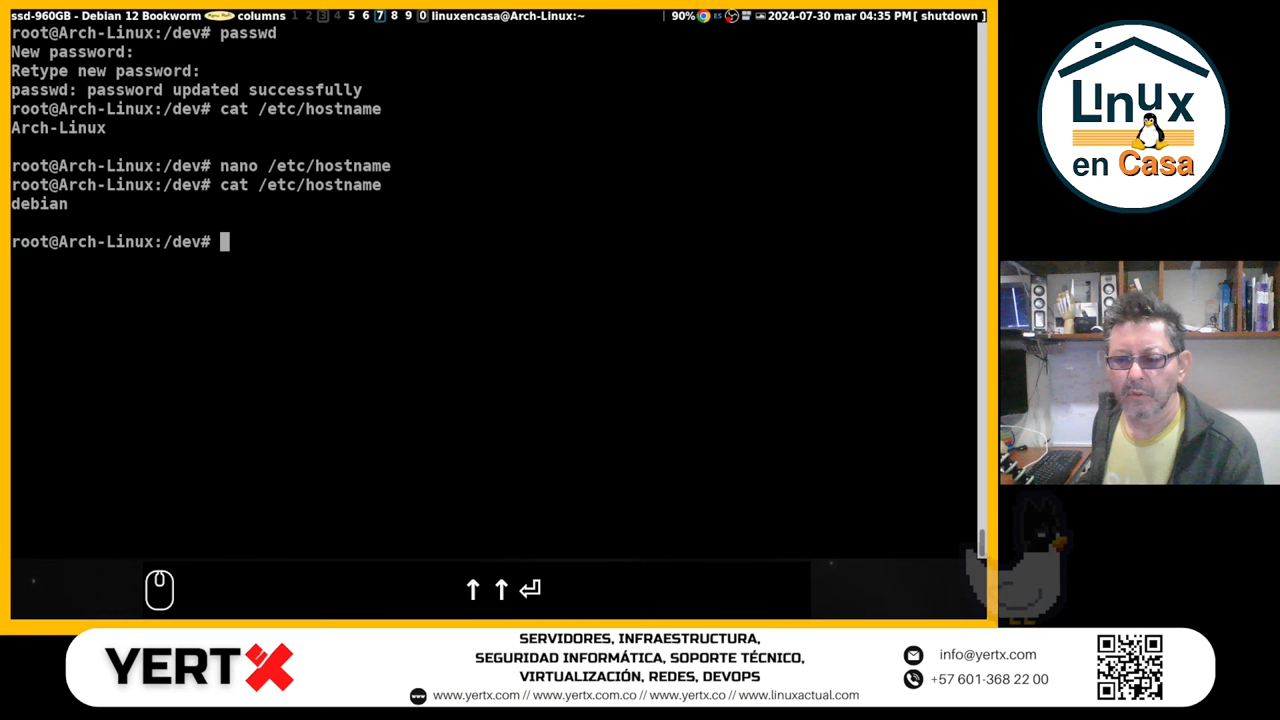 ssd-960GB - Debian 12 Bookworm columns 1 2 3 4 5 6 7 8 9 0 linuxencasa@Arch-Linux:~ 90% ES 2024-07-30 mar 04:35 PM[ shutdown ]
root@Arch-Linux:/dev# passwd
New password:
Retype new password:
passwd: password updated successfully
root@Arch-Linux:/dev# cat /etc/hostname
Arch-Linux
root@Arch-Linux:/dev# nano /etc/hostname
root@Arch-Linux:/dev# cat /etc/hostname
debian
root@Arch-Linux:/dev#
↑ ↑ ⏎
Linux
en Casa
YERTX
SERVIDORES, INFRAESTRUCTURA,
SEGURIDAD INFORMÁTICA, SOPORTE TÉCNICO,
VIRTUALIZACIÓN, REDES, DEVOPS
www.yertx.com // www.yertx.com.co // www.yertx.co // www.linuxactual.com
info@yertx.com
+57 601-368 22 00